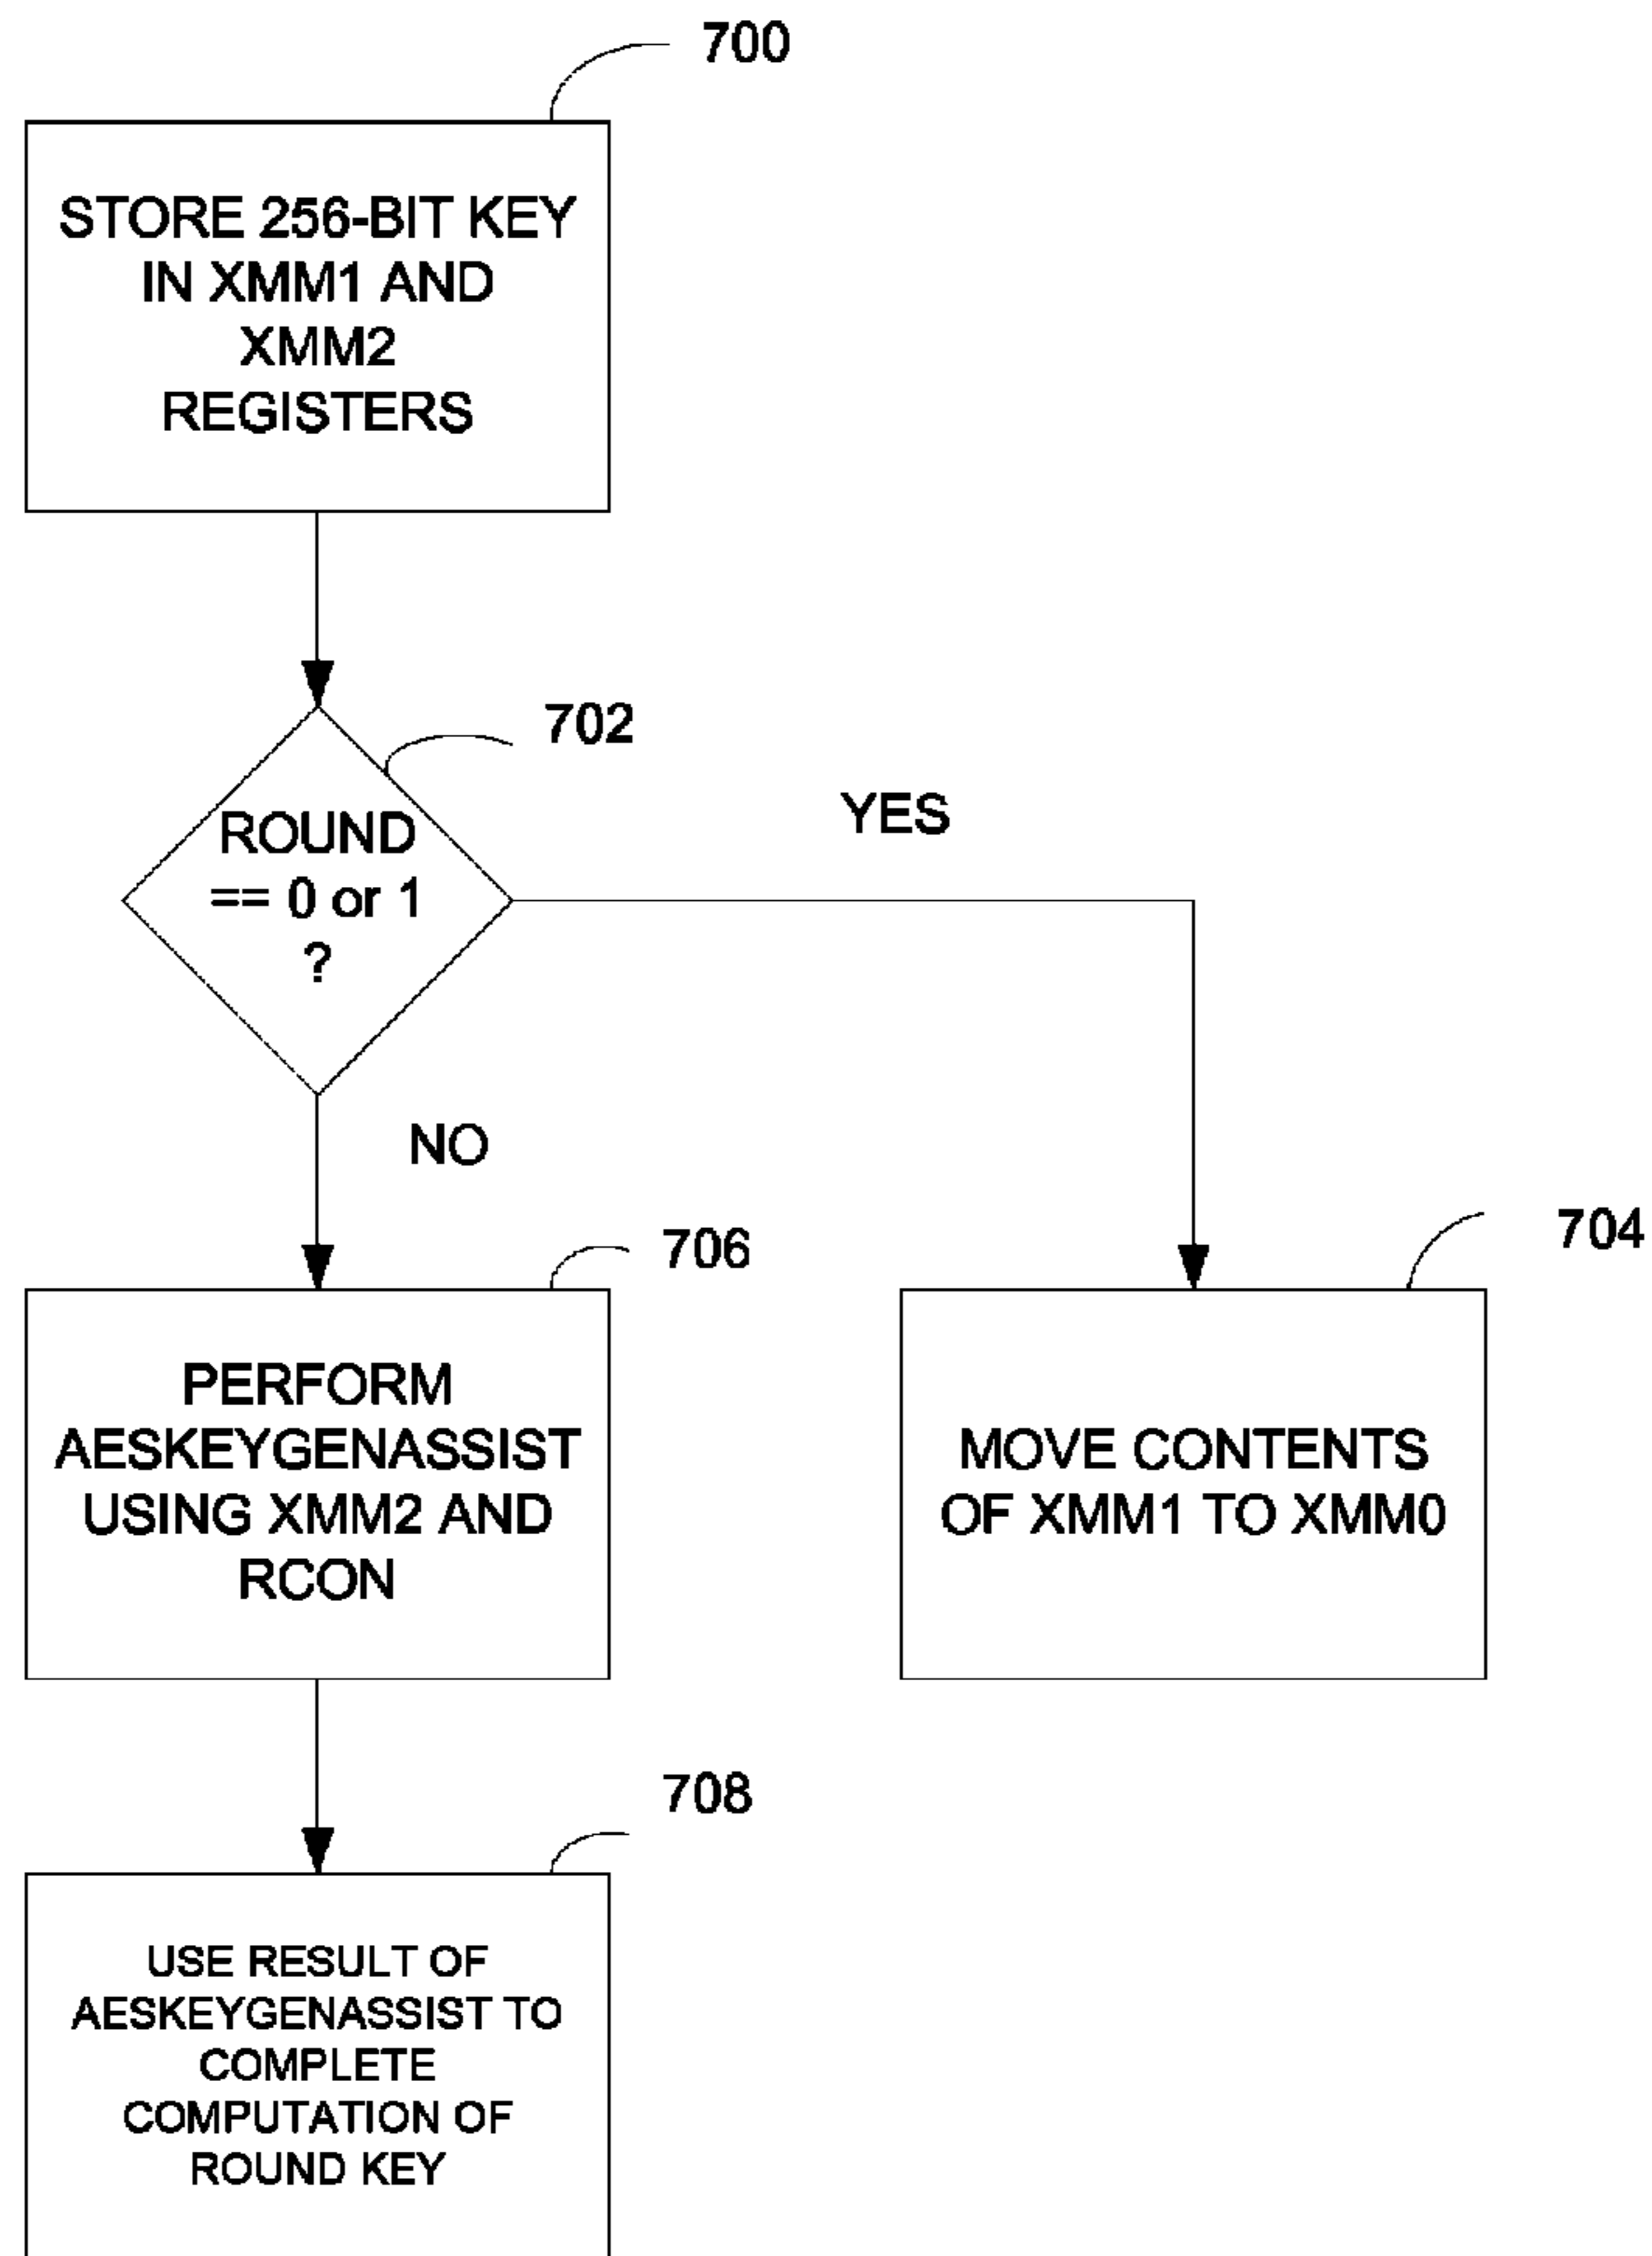 700
STORE 256-BIT KEY
IN XMM1 AND
XMM2
REGISTERS
702
ROUND
== 0 or 1
?
YES
NO
706
704
PERFORM
AESKEYGENASSIST
USING XMM2 AND
RCON
MOVE CONTENTS
OF XMM1 TO XMM0
708
USE RESULT OF
AESKEYGENASSIST TO
COMPLETE
COMPUTATION OF
ROUND KEY